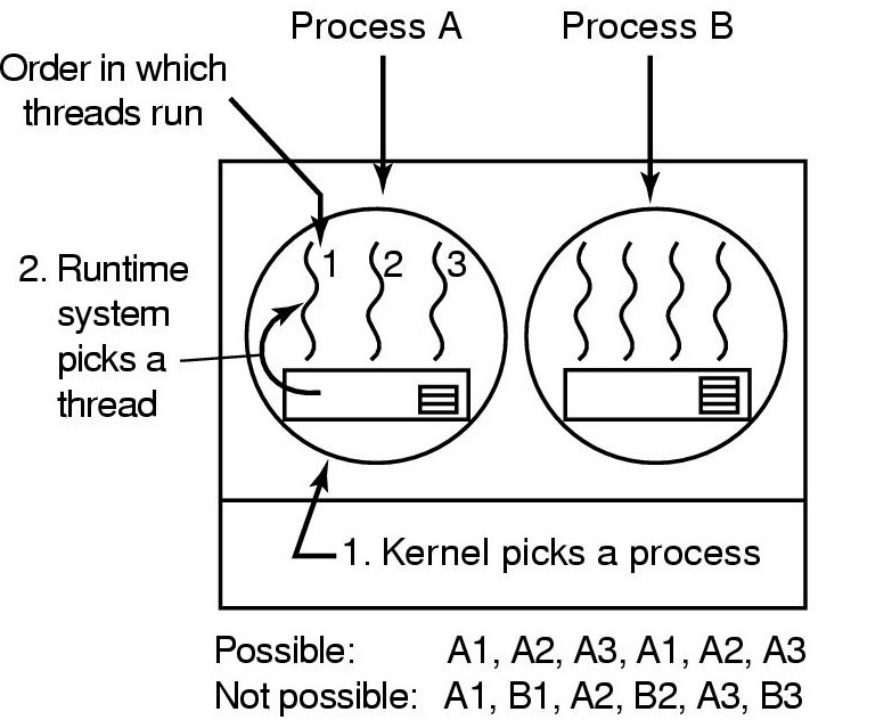 Process A
Process B
Order in which
threads run
1
2
3
2. Runtime
system
picks a
thread
1. Kernel picks a process
Possible: A1, A2, A3, A1, A2, A3
Not possible: A1, B1, A2, B2, A3, B3